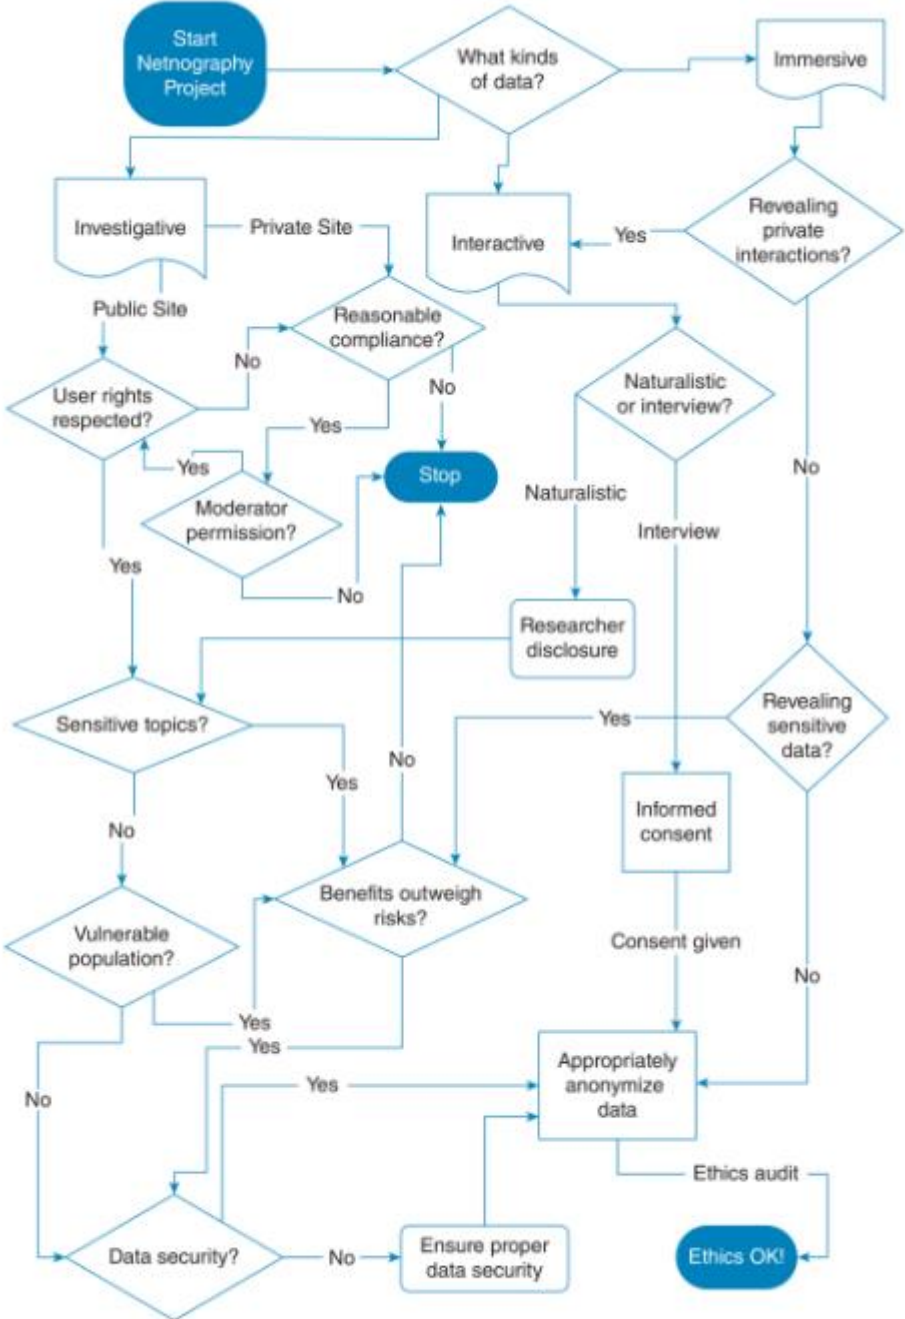 Start
Netnography
Project
What kinds
of data?
Immersive
Investigative
Private Site
Interactive
Yes
Revealing
private
interactions?
Public Site
Reasonable
compliance?
No
No
User rights
respected?
Naturalistic
or interview?
Yes
Yes
Stop
No
Naturalistic
Moderator
permission?
Interview
Yes
No
Researcher
disclosure
Sensitive topics?
Yes
Revealing
sensitive
data?
No
Yes
Informed
consent
No
Benefits outweigh
risks?
Vulnerable
population?
Consent given
No
Yes
Yes
Appropriately
anonymize
data
Yes
No
Ethics audit
Data security?
No
Ensure proper
data security
Ethics OK!